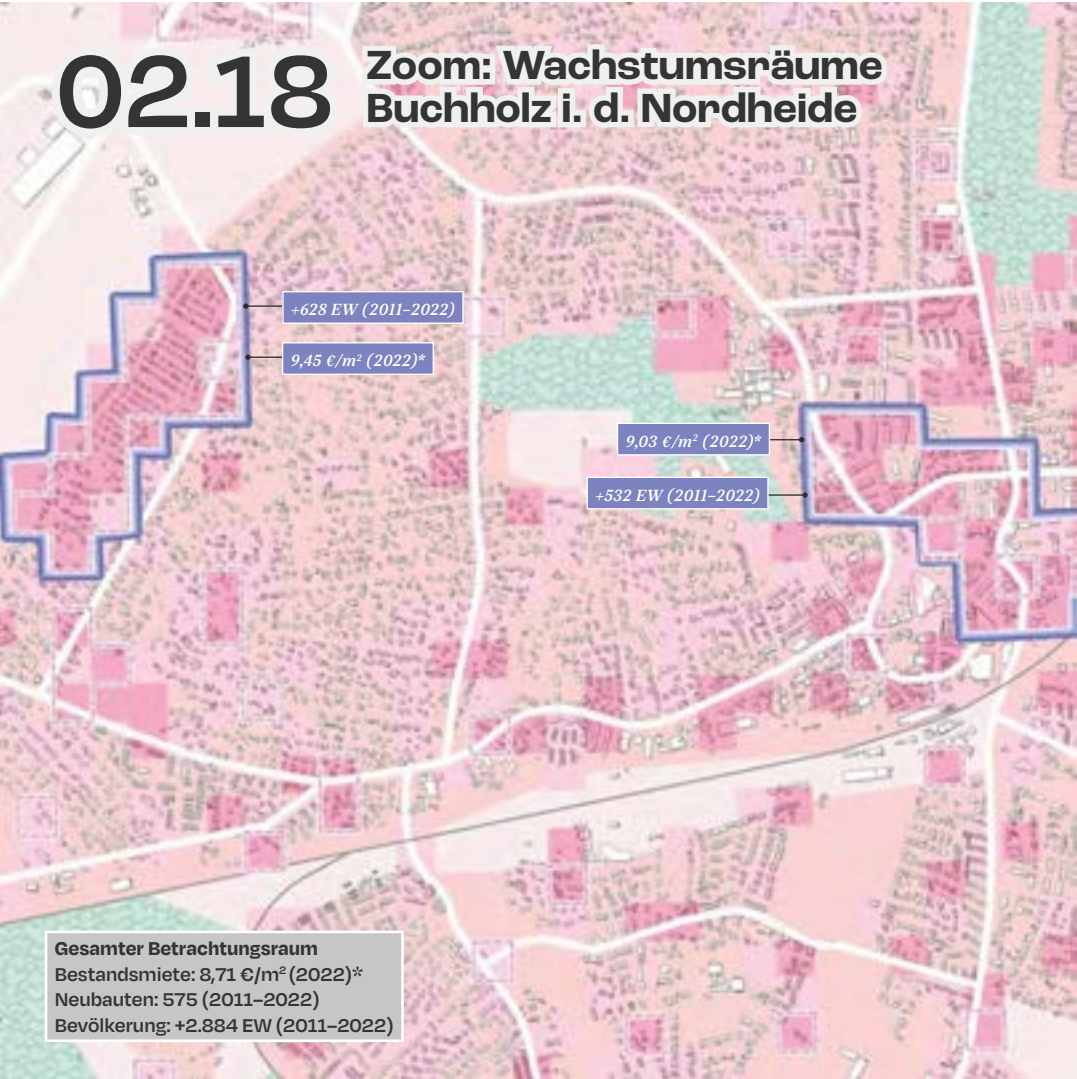 02.18
Zoom: Wachstumsräume
Buchholz i. d. Nordheide
+628 EW (2011–2022)
9,45 €/m² (2022)*
9,03 €/m² (2022)*
+532 EW (2011–2022)
Gesamter Betrachtungsraum
Bestandsmiete: 8,71 €/m² (2022)*
Neubauten: 575 (2011–2022)
Bevölkerung: +2.884 EW (2011–2022)